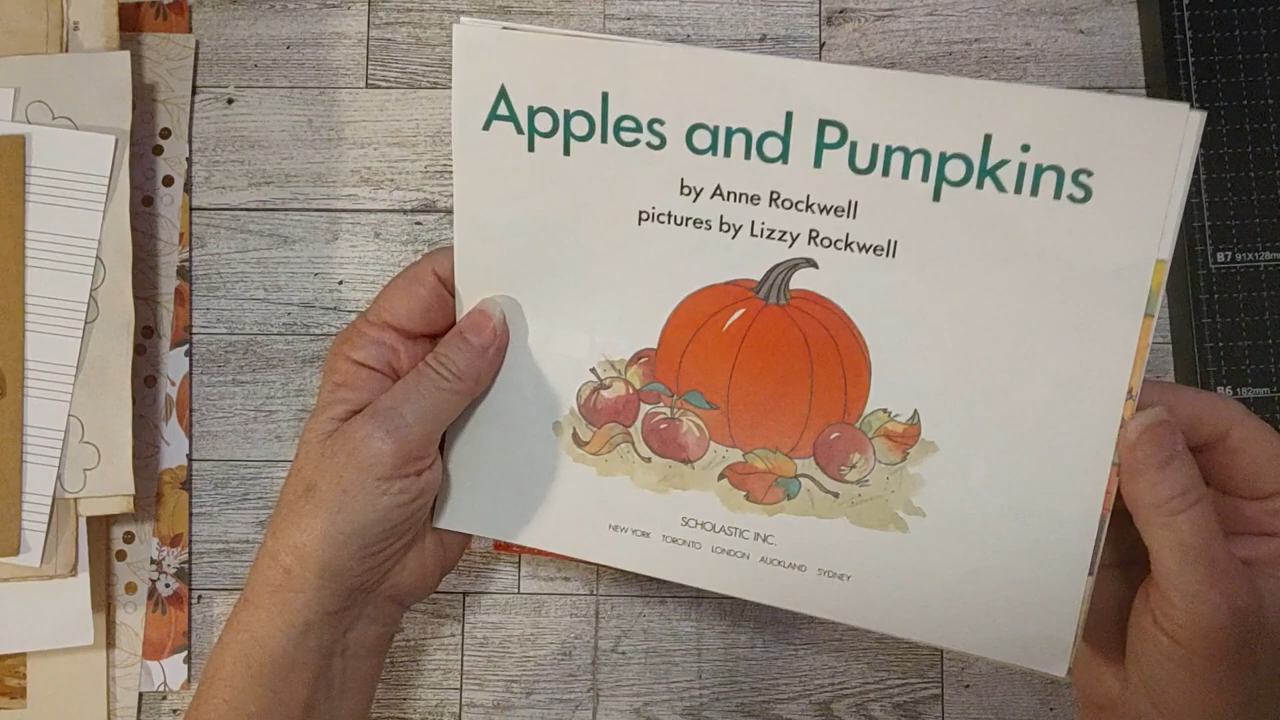 Apples and Pumpkins
by Anne Rockwell
pictures by Lizzy Rockwell
SCHOLASTIC INC.
NEW YORK TORONTO LONDON AUCKLAND SYDNEY
B7 91X128mm
B6 182mm
36